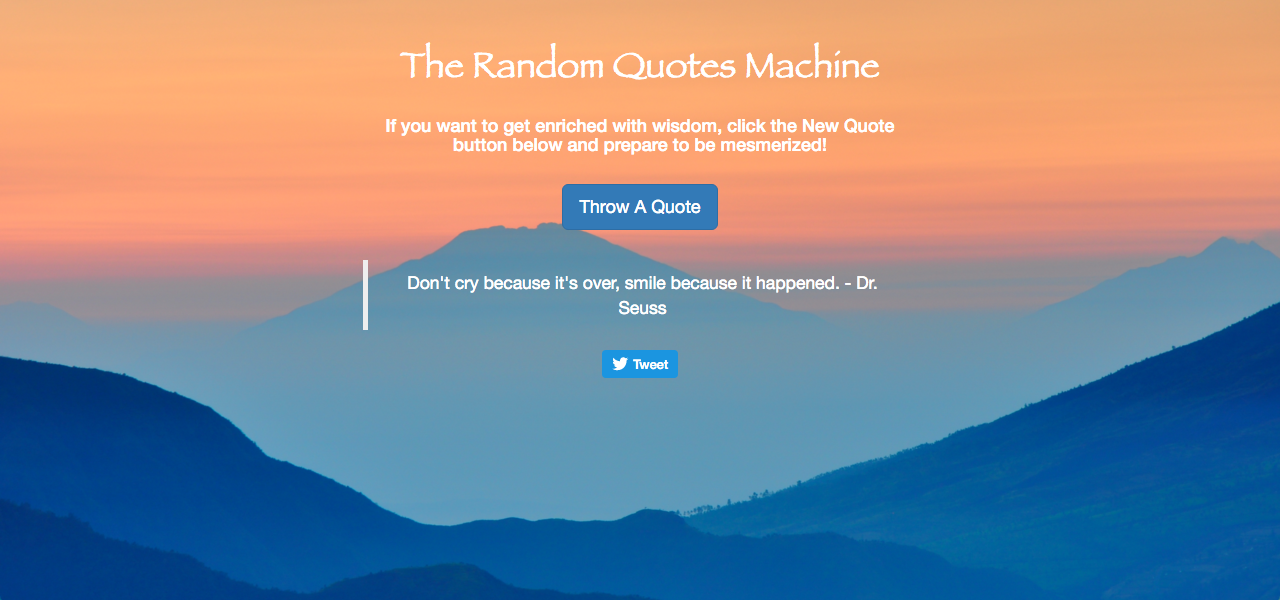 The Random Quotes Machine
If you want to get enriched with wisdom, click the New Quote
button below and prepare to be mesmerized!
Throw A Quote
Don't cry because it's over, smile because it happened. - Dr.
Seuss
Tweet